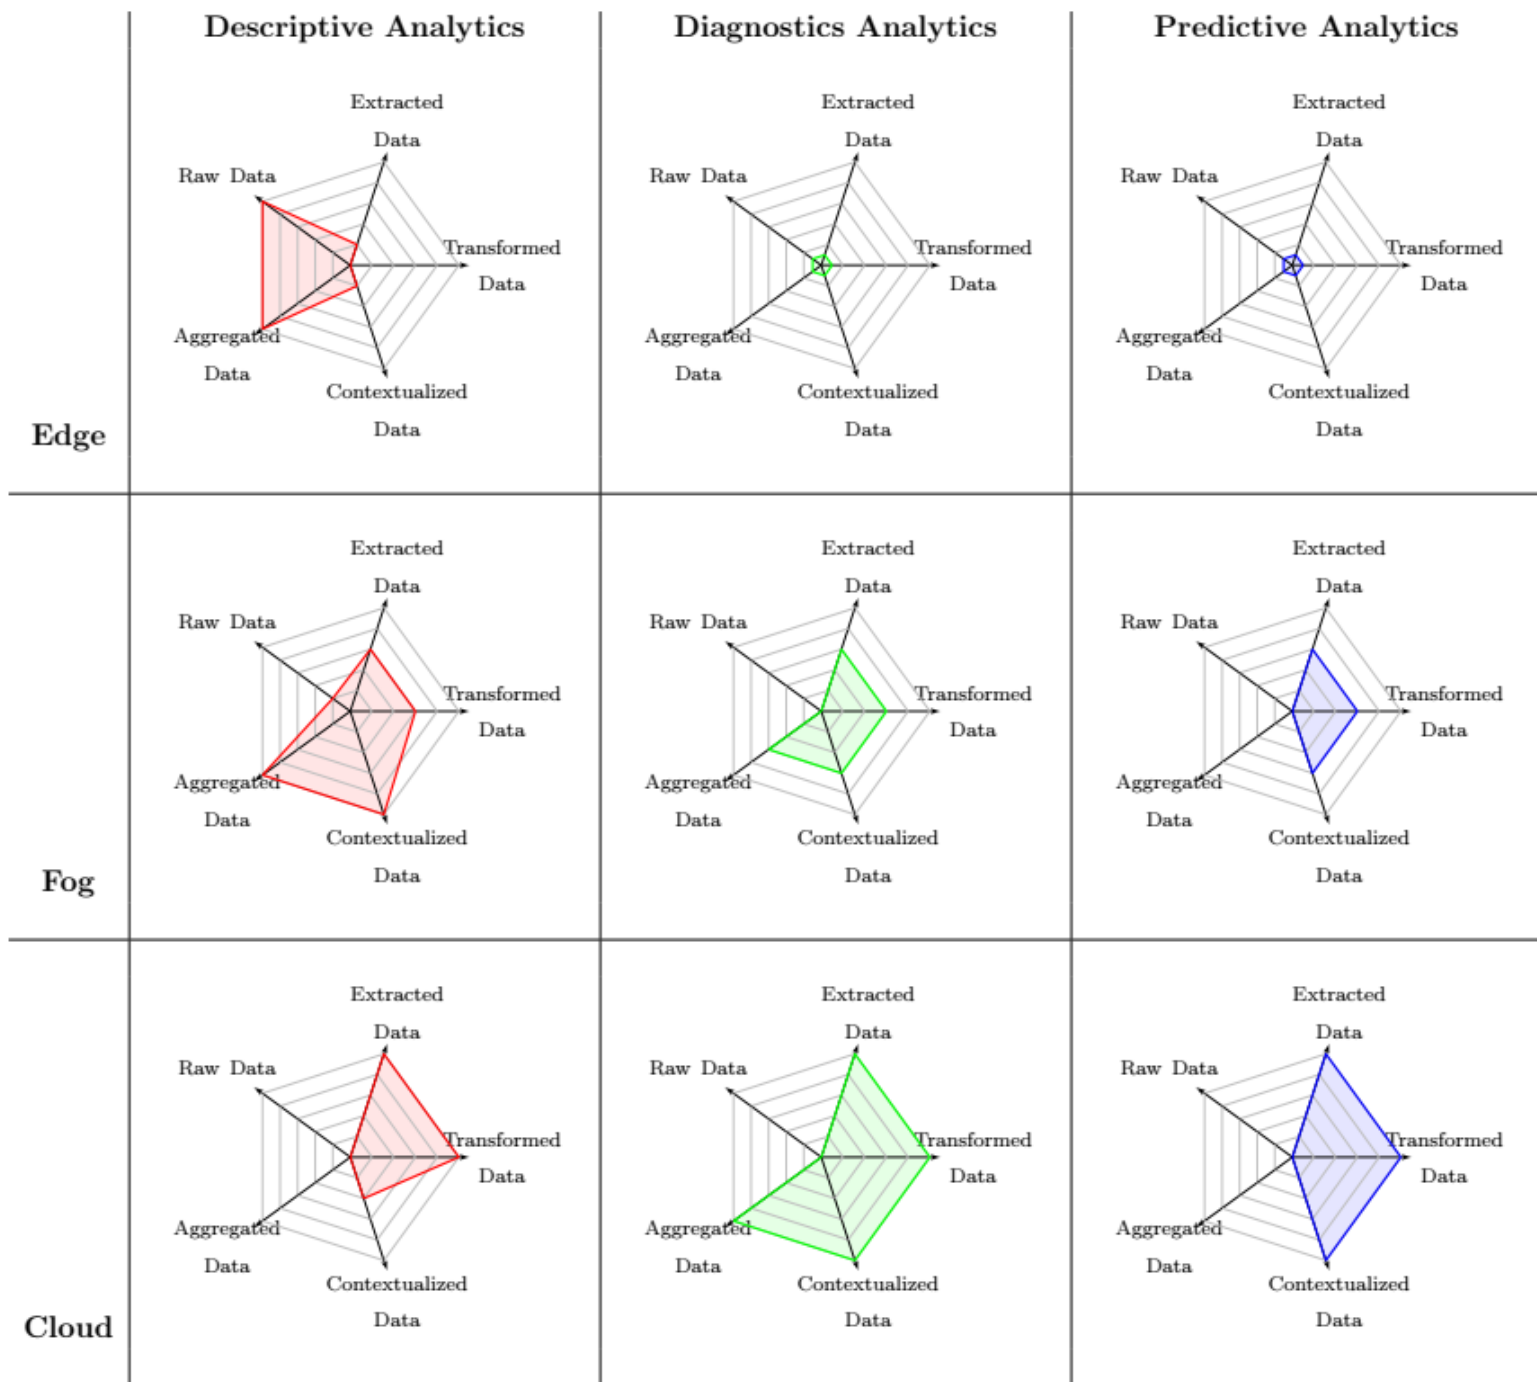 Descriptive Analytics
Diagnostics Analytics
Predictive Analytics
Edge
Extracted
Data
Raw Data
Transformed
Data
Aggregated
Data
Contextualized
Data
Extracted
Data
Raw Data
Transformed
Data
Aggregated
Data
Contextualized
Data
Extracted
Data
Raw Data
Transformed
Data
Aggregated
Data
Contextualized
Data
Fog
Extracted
Data
Raw Data
Transformed
Data
Aggregated
Data
Contextualized
Data
Extracted
Data
Raw Data
Transformed
Data
Aggregated
Data
Contextualized
Data
Extracted
Data
Raw Data
Transformed
Data
Aggregated
Data
Contextualized
Data
Cloud
Extracted
Data
Raw Data
Transformed
Data
Aggregated
Data
Contextualized
Data
Extracted
Data
Raw Data
Transformed
Data
Aggregated
Data
Contextualized
Data
Extracted
Data
Raw Data
Transformed
Data
Aggregated
Data
Contextualized
Data